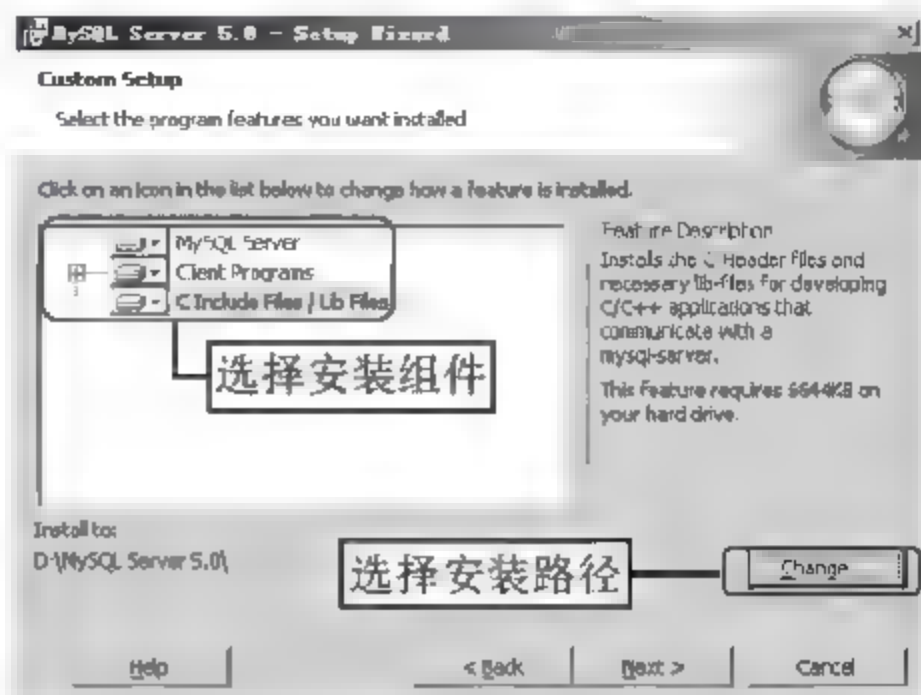 MySQL Server 5.0 - Setup Wizard
Custom Setup
Select the program features you want installed
Click on an icon in the list below to change how a feature is installed.
MySQL Server
Client Programs
C Include Files / Lib Files
选择安装组件
Feature Description
Installs the C Header files and
necessary lib-files for developing
C/C++ applications that
communicate with a
mysql-server.
This feature requires 6644KB on
your hard drive.
Install to:
D:\MySQL Server 5.0\
选择安装路径
Change
Help
< Back
Next >
Cancel